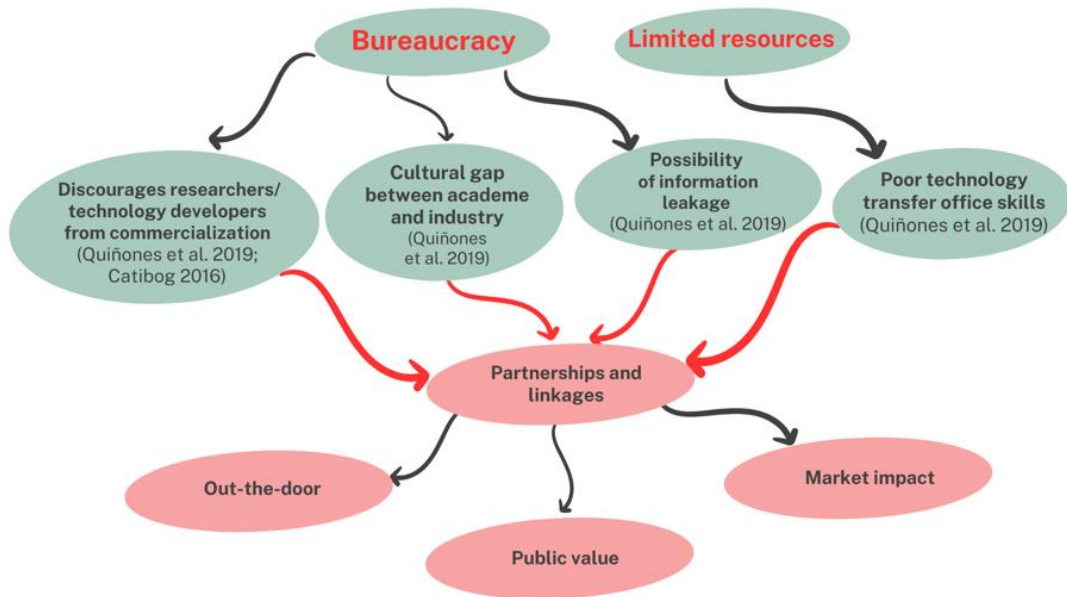 Bureaucracy
Limited resources
Discourages researchers/
technology developers
from commercialization
(Quiñones et al. 2019;
Catibog 2016)
Cultural gap
between academe
and industry
(Quiñones
et al. 2019)
Possibility
of information
leakage
(Quiñones et al. 2019)
Poor technology
transfer office skills
(Quiñones et al. 2019)
Partnerships and
linkages
Out-the-door
Public value
Market impact